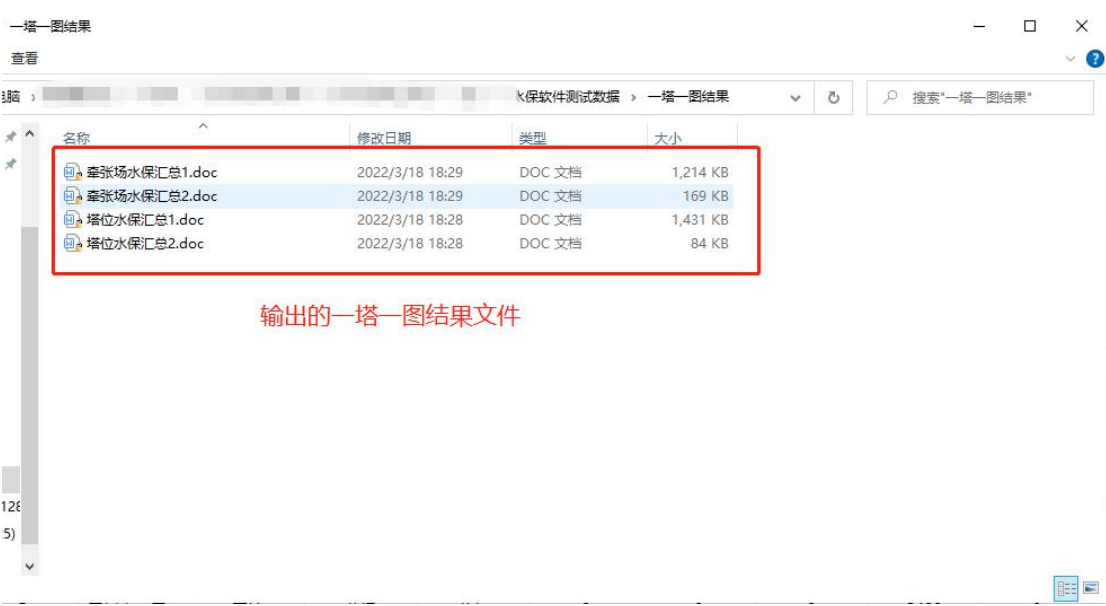 一塔一图结果
查看
电脑 › 水保软件测试数据 › 一塔一图结果 搜索"一塔一图结果"
名称 修改日期 类型 大小
牵张场水保汇总1.doc 2022/3/18 18:29 DOC 文档 1,214 KB
牵张场水保汇总2.doc 2022/3/18 18:29 DOC 文档 169 KB
塔位水保汇总1.doc 2022/3/18 18:28 DOC 文档 1,431 KB
塔位水保汇总2.doc 2022/3/18 18:28 DOC 文档 84 KB
输出的一塔一图结果文件
128
5)